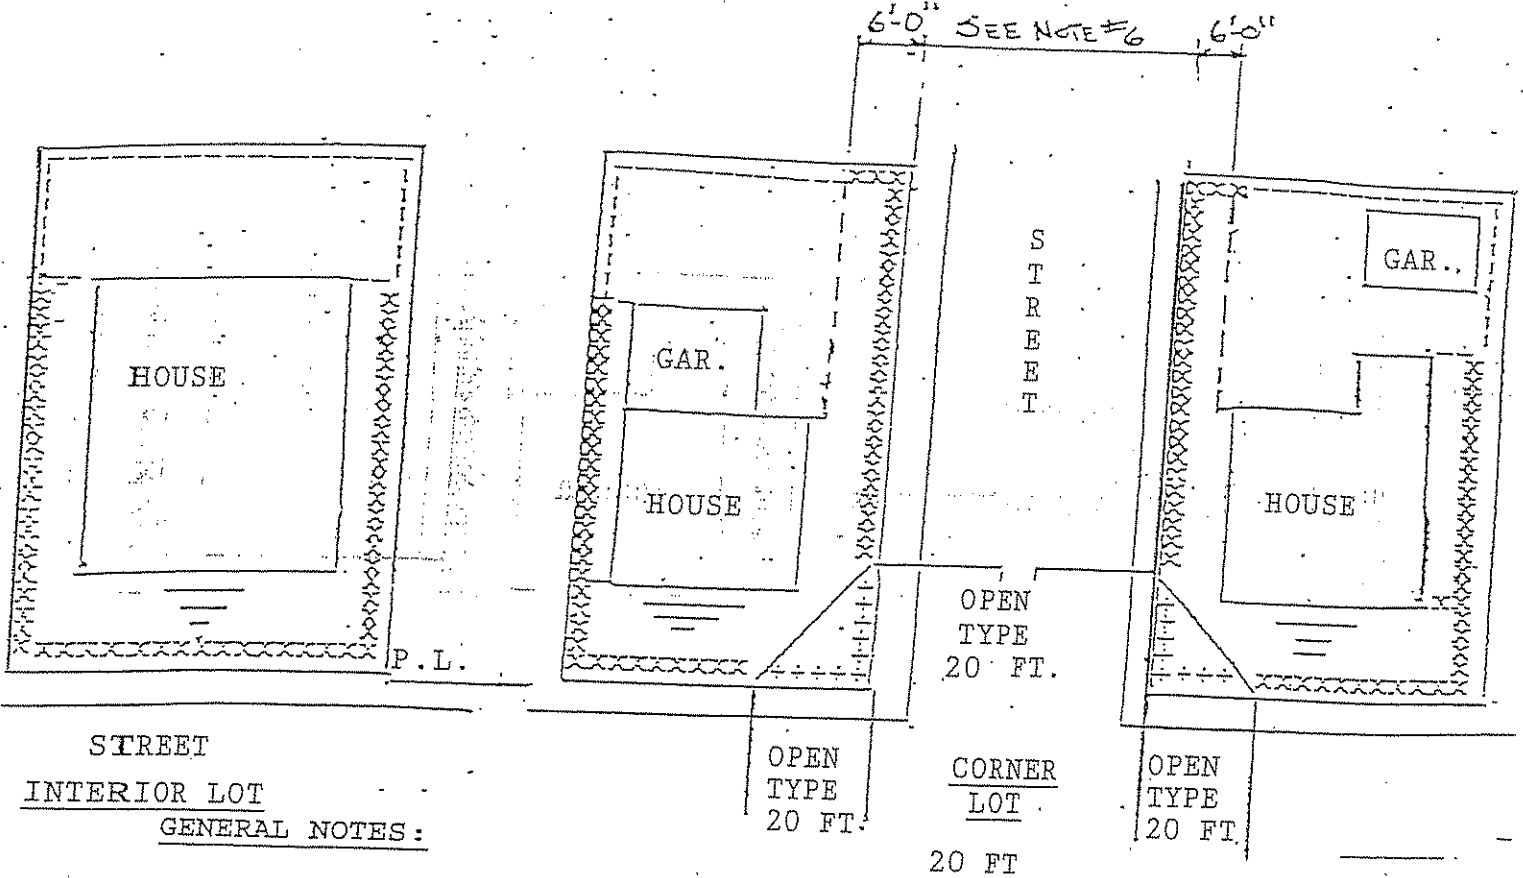 6'-0" SEE NOTE #6 6'-0"
STREET
GAR.
HOUSE
GAR.
HOUSE
HOUSE
OPEN
TYPE
20 FT.
P.L.
STREET
INTERIOR LOT
GENERAL NOTES:
OPEN
TYPE
20 FT.
CORNER
LOT
20 FT
OPEN
TYPE
20 FT